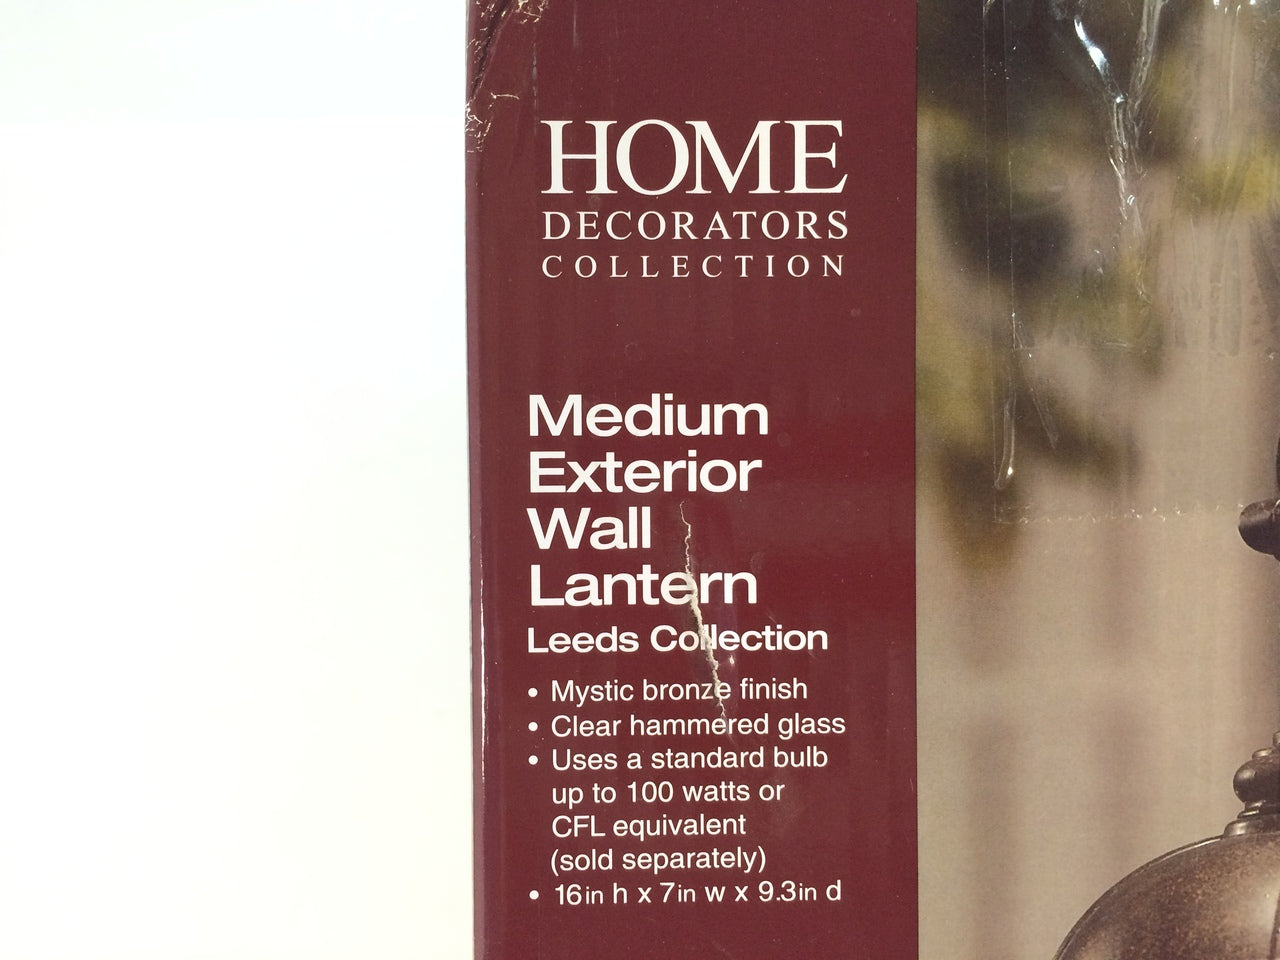 HOME
DECORATORS
COLLECTION
Medium
Exterior
Wall
Lantern
Leeds Collection
• Mystic bronze finish
• Clear hammered glass
• Uses a standard bulb
up to 100 watts or
CFL equivalent
(sold separately)
• 16in h x 7in w x 9.3in d